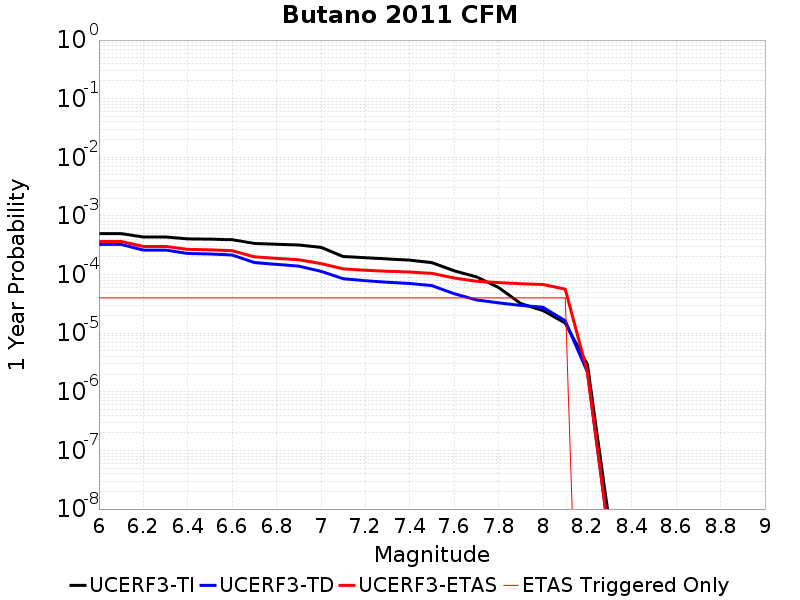 Butano 2011 CFM
1 Year Probability
10^0
10^-1
10^-2
10^-3
10^-4
10^-5
10^-6
10^-7
10^-8
6 6.2 6.4 6.6 6.8 7 7.2 7.4 7.6 7.8 8 8.2 8.4 8.6 8.8 9
Magnitude
UCERF3-TI UCERF3-TD UCERF3-ETAS ETAS Triggered Only